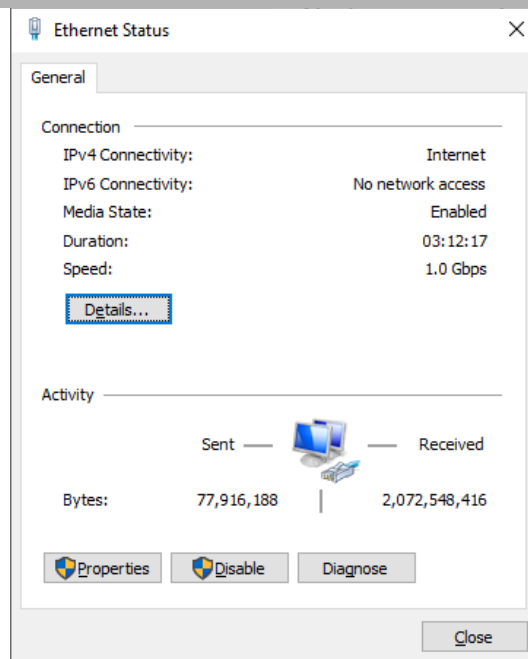 Ethernet Status
General
Connection
IPv4 Connectivity: Internet
IPv6 Connectivity: No network access
Media State: Enabled
Duration: 03:12:17
Speed: 1.0 Gbps
Details...
Activity
Sent Received
Bytes: 77,916,188 2,072,548,416
Properties Disable Diagnose
Close